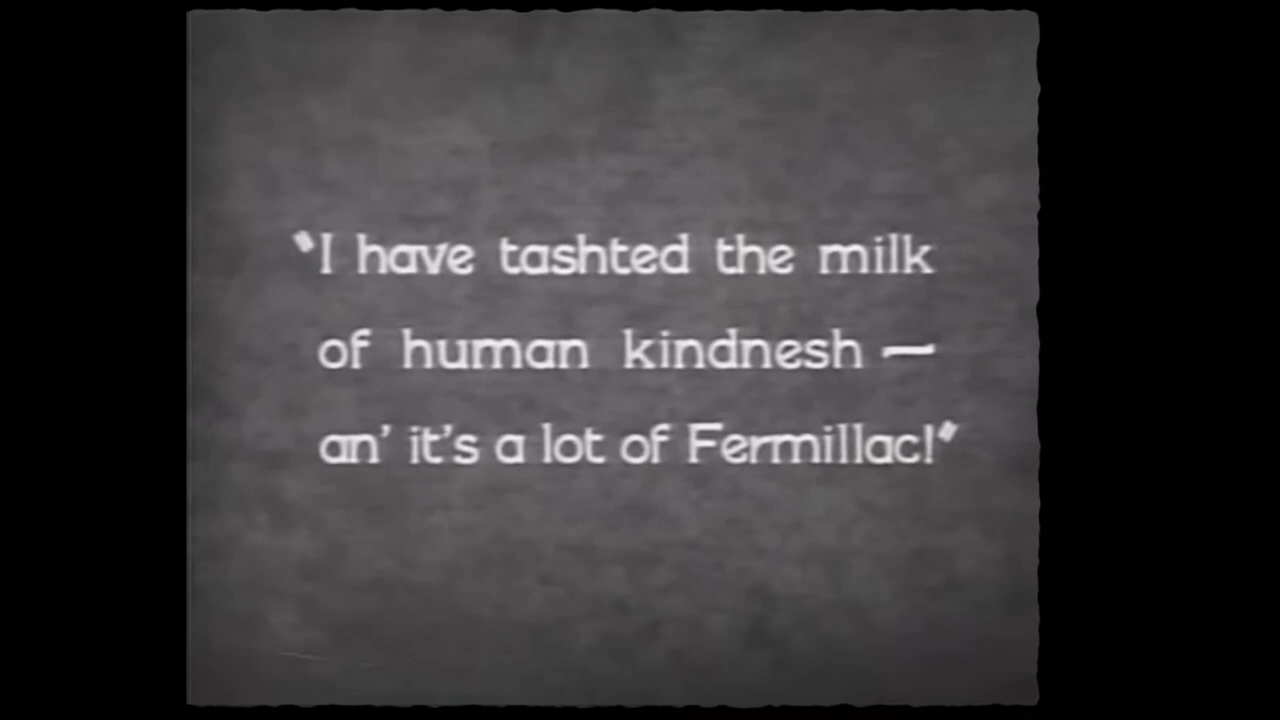 "I have tashted the milk
of human kindnesh —
an' it's a lot of Fermillac!"